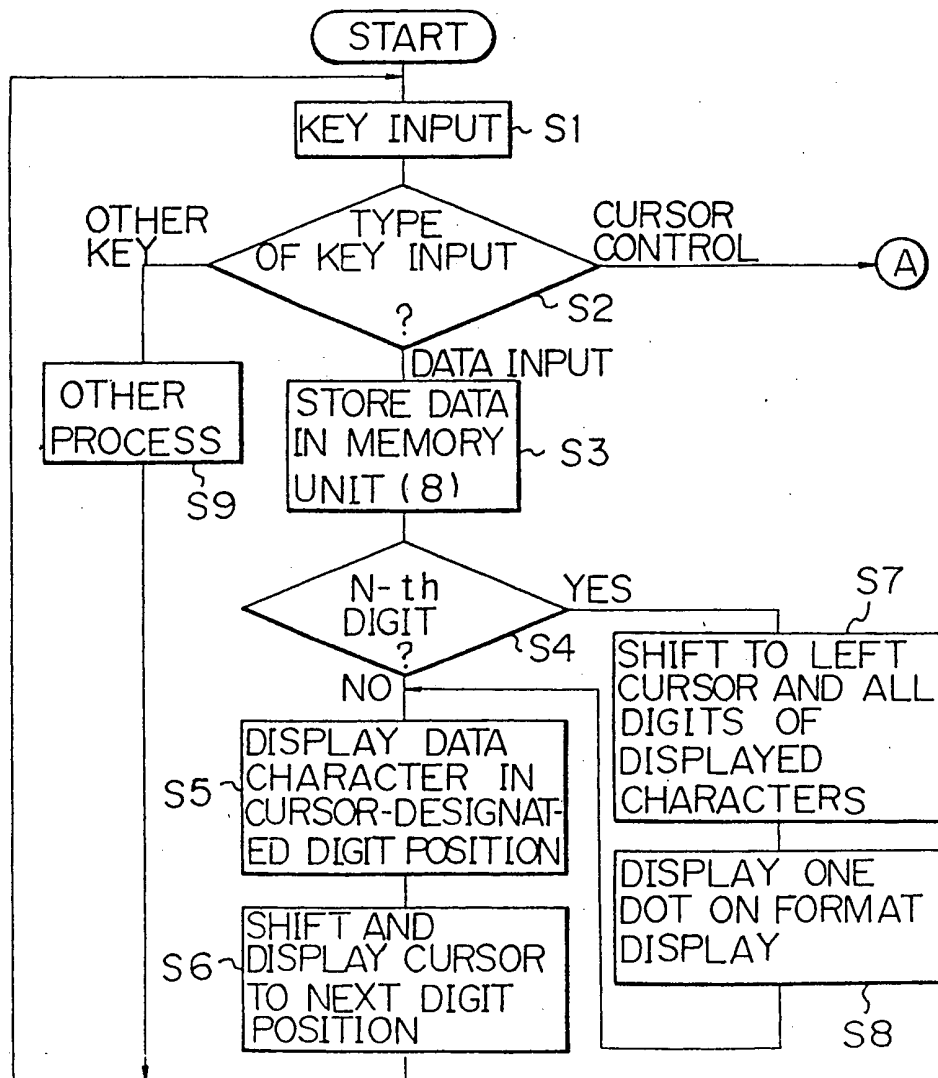 START
KEY INPUT
S1
OTHER
KEY
TYPE
OF KEY INPUT
?
S2
CURSOR
CONTROL
A
DATA INPUT
OTHER
PROCESS
S9
STORE DATA
IN MEMORY
UNIT (8)
S3
N-th
DIGIT
?
S4
YES
NO
S7
SHIFT TO LEFT
CURSOR AND ALL
DIGITS OF
DISPLAYED
CHARACTERS
S5
DISPLAY DATA
CHARACTER IN
CURSOR-DESIGNAT-
ED DIGIT POSITION
DISPLAY ONE
DOT ON FORMAT
DISPLAY
S8
S6
SHIFT AND
DISPLAY CURSOR
TO NEXT DIGIT
POSITION